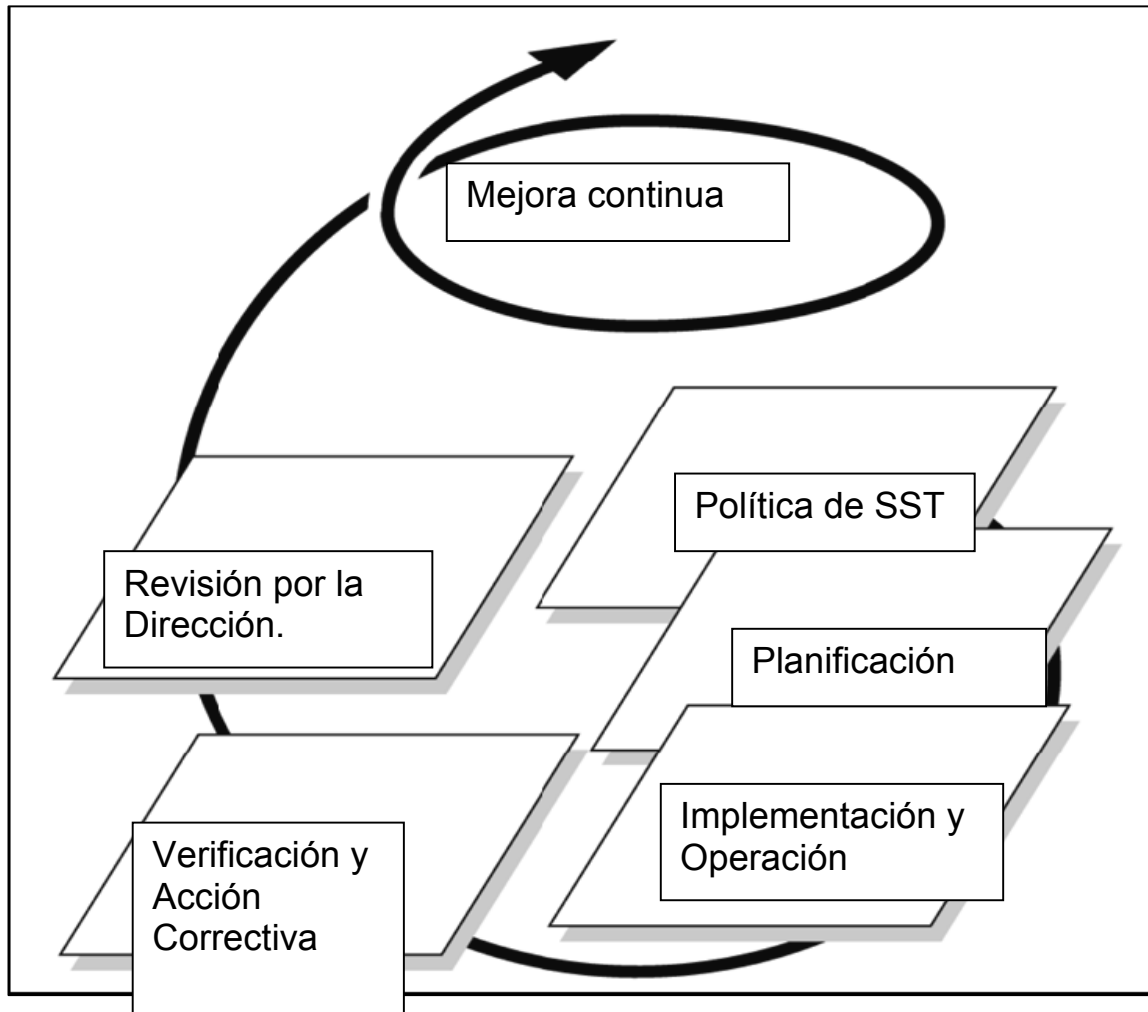 Mejora continua
Política de SST
Revisión por la
Dirección.
Planificación
Implementación y
Operación
Verificación y
Acción
Correctiva